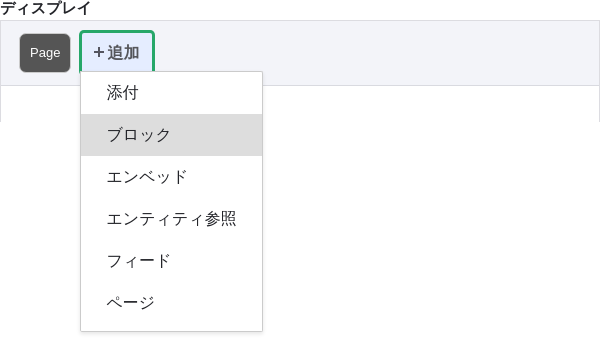 ディスプレイ
Page
+ 追加
添付
ブロック
エンベッド
エンティティ参照
フィード
ページ